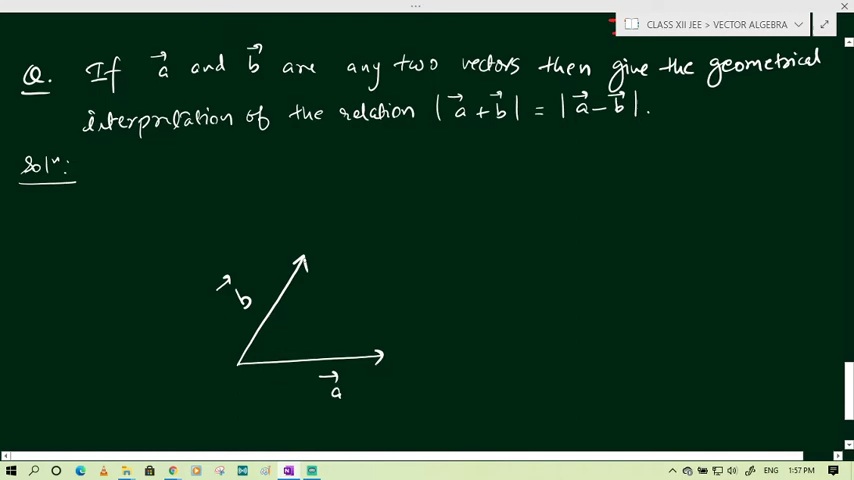 CLASS XII JEE > VECTOR ALGEBRA
Q. If a⃗ and b⃗ are any two vectors then give the geometrical
interpretation of the relation |a⃗ + b⃗| = |a⃗ − b⃗|.
Solⁿ:
b⃗
a⃗
ENG 1:57 PM